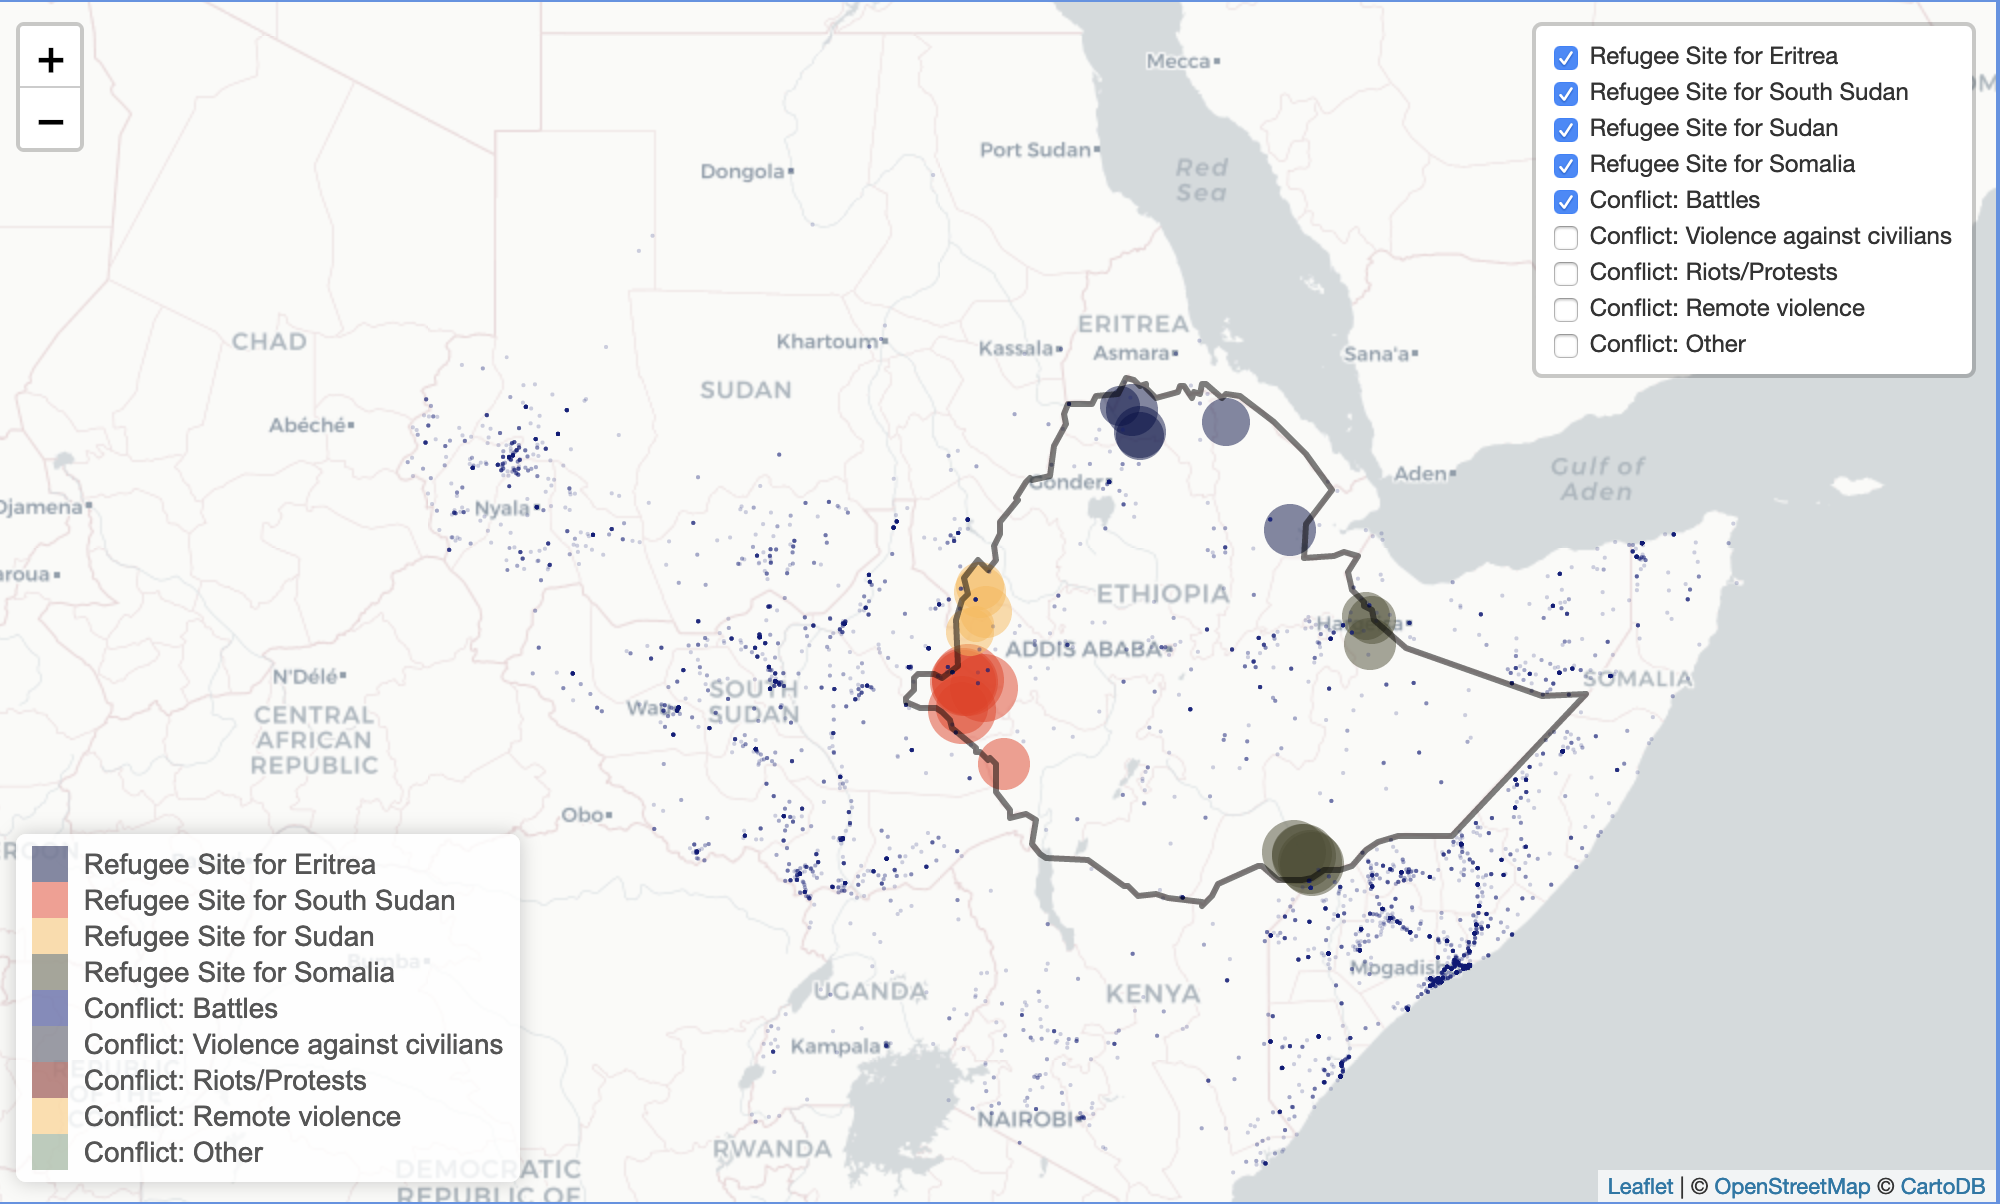 +
−
Refugee Site for Eritrea
Refugee Site for South Sudan
Refugee Site for Sudan
Refugee Site for Somalia
Conflict: Battles
Conflict: Violence against civilians
Conflict: Riots/Protests
Conflict: Remote violence
Conflict: Other
Mecca
Port Sudan
Dongola
Red
Sea
ERITREA
Khartoum
Kassala
Asmara
Sana'a
CHAD
SUDAN
Abéché
Gulf of
Aden
Aden
Gonder
Nyala
Djamena
aroua
ETHIOPIA
ADDIS ABABA
N'Délé
SOUTH
SUDAN
SOMALIA
CENTRAL
AFRICAN
REPUBLIC
Obo
Refugee Site for Eritrea
Refugee Site for South Sudan
Refugee Site for Sudan
Refugee Site for Somalia
Conflict: Battles
Conflict: Violence against civilians
Conflict: Riots/Protests
Conflict: Remote violence
Conflict: Other
Bumba
Mogadish
UGANDA
KENYA
Kampala
NAIROBI
RWANDA
DEMOCRATIC
REPUBLIC OF
Leaflet | © OpenStreetMap © CartoDB